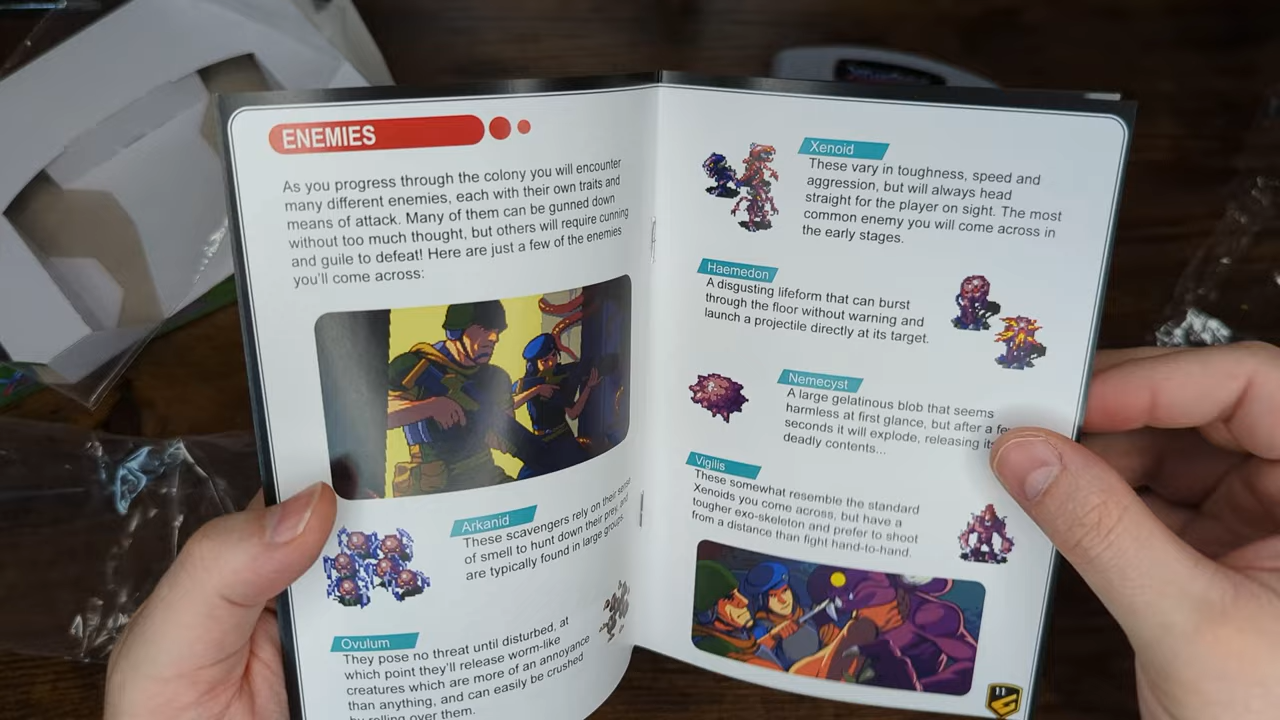 ENEMIES
As you progress through the colony you will encounter
many different enemies, each with their own traits and
means of attack. Many of them can be gunned down
without too much thought, but others will require cunning
and guile to defeat! Here are just a few of the enemies
you'll come across:
Arkanid
These scavengers rely on their sense
of smell to hunt down their prey, and
are typically found in large groups.
Ovulum
They pose no threat until disturbed, at
which point they'll release worm-like
creatures which are more of an annoyance
than anything, and can easily be crushed
by rolling over them.
Xenoid
These vary in toughness, speed and
aggression, but will always head
straight for the player on sight. The most
common enemy you will come across in
the early stages.
Haemedon
A disgusting lifeform that can burst
through the floor without warning and
launch a projectile directly at its target.
Nemecyst
A large gelatinous blob that seems
harmless at first glance, but after a few
seconds it will explode, releasing its
deadly contents...
Vigilis
These somewhat resemble the standard
Xenoids you come across, but have a
tougher exo-skeleton and prefer to shoot
from a distance than fight hand-to-hand.
11